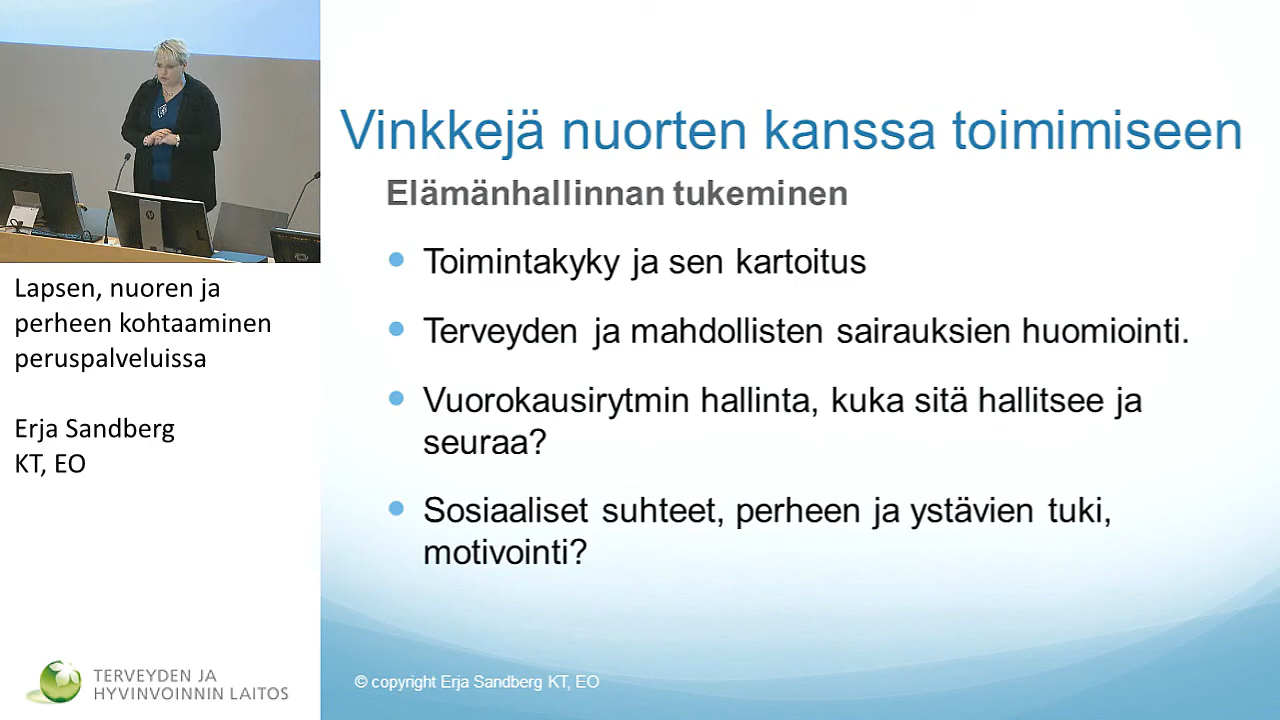 Vinkkejä nuorten kanssa toimimiseen
Elämänhallinnan tukeminen
Toimintakyky ja sen kartoitus
Terveyden ja mahdollisten sairauksien huomiointi.
Vuorokausirytmin hallinta, kuka sitä hallitsee ja
seuraa?
Sosiaaliset suhteet, perheen ja ystävien tuki,
motivointi?
© copyright Erja Sandberg KT, EO
Lapsen, nuoren ja
perheen kohtaaminen
peruspalveluissa
Erja Sandberg
KT, EO
TERVEYDEN JA
HYVINVOINNIN LAITOS
hp